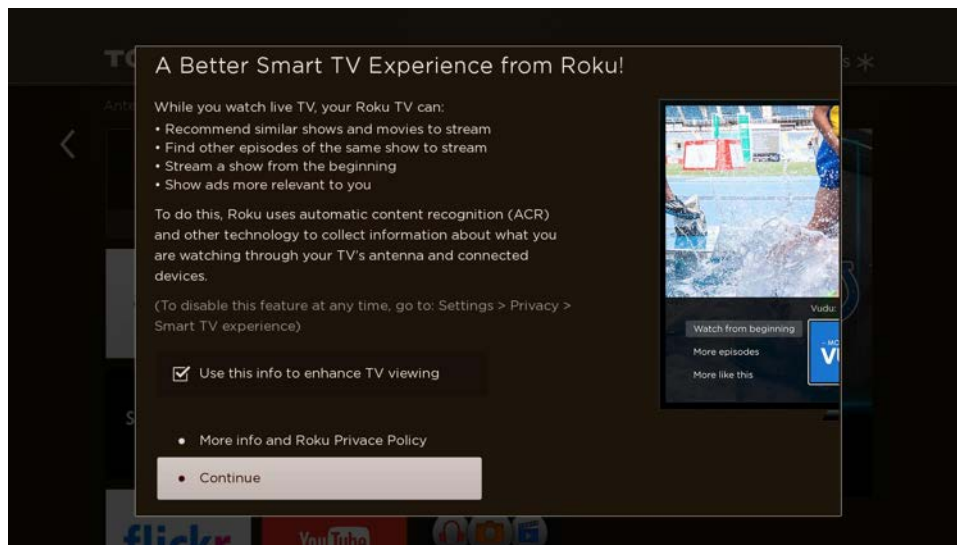 TC
s
A Better Smart TV Experience from Roku!
Ante
While you watch live TV, your Roku TV can:
• Recommend similar shows and movies to stream
• Find other episodes of the same show to stream
• Stream a show from the beginning
• Show ads more relevant to you
To do this, Roku uses automatic content recognition (ACR)
and other technology to collect information about what you
are watching through your TV's antenna and connected
devices.
(To disable this feature at any time, go to: Settings > Privacy >
Smart TV experience)
Use this info to enhance TV viewing
• More info and Roku Privace Policy
• Continue
Vudu:
Watch from beginning
More episodes
More like this
- MO
VU
S
flickr
YouTube